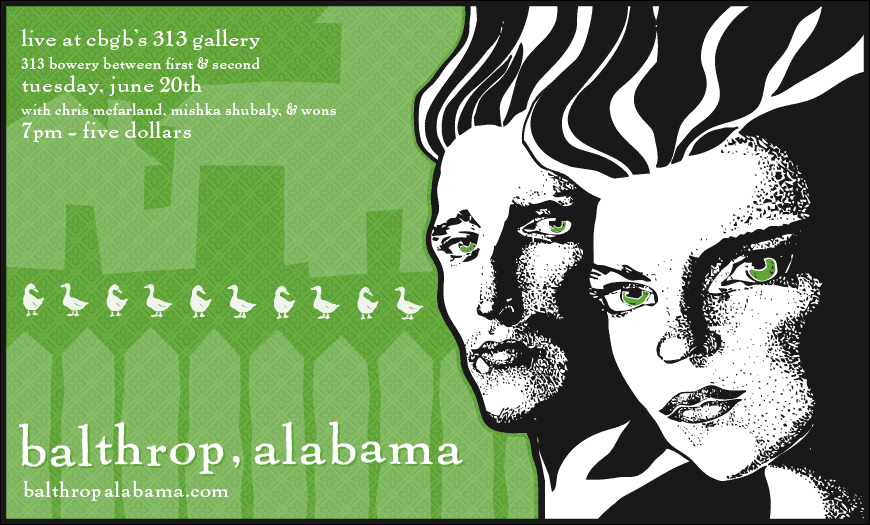 live at cbgb's 313 gallery
313 bowery between first & second
tuesday, june 20th
with chris mcfarland, mishka shubaly, & wons
7pm - five dollars
balthrop, alabama
balthropalabama.com